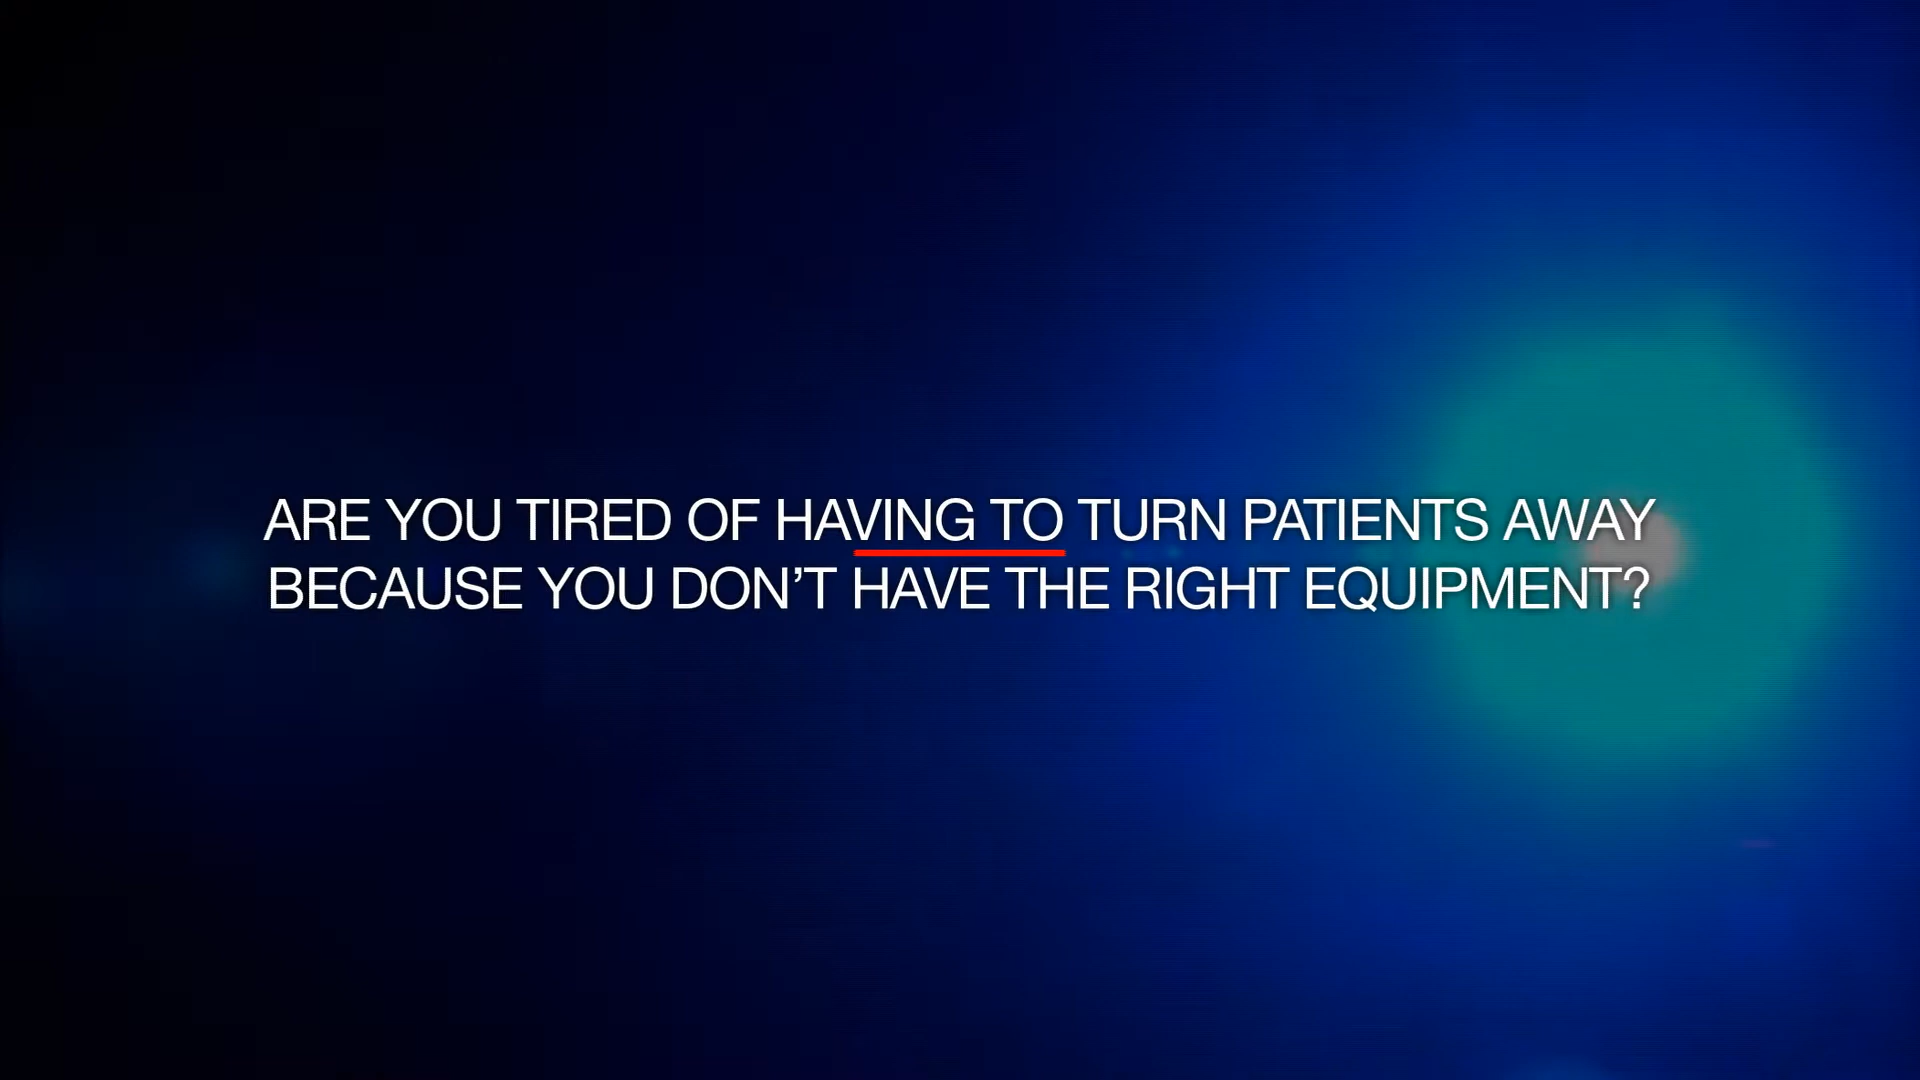 ARE YOU TIRED OF HAVING TO TURN PATIENTS AWAY
BECAUSE YOU DON’T HAVE THE RIGHT EQUIPMENT?